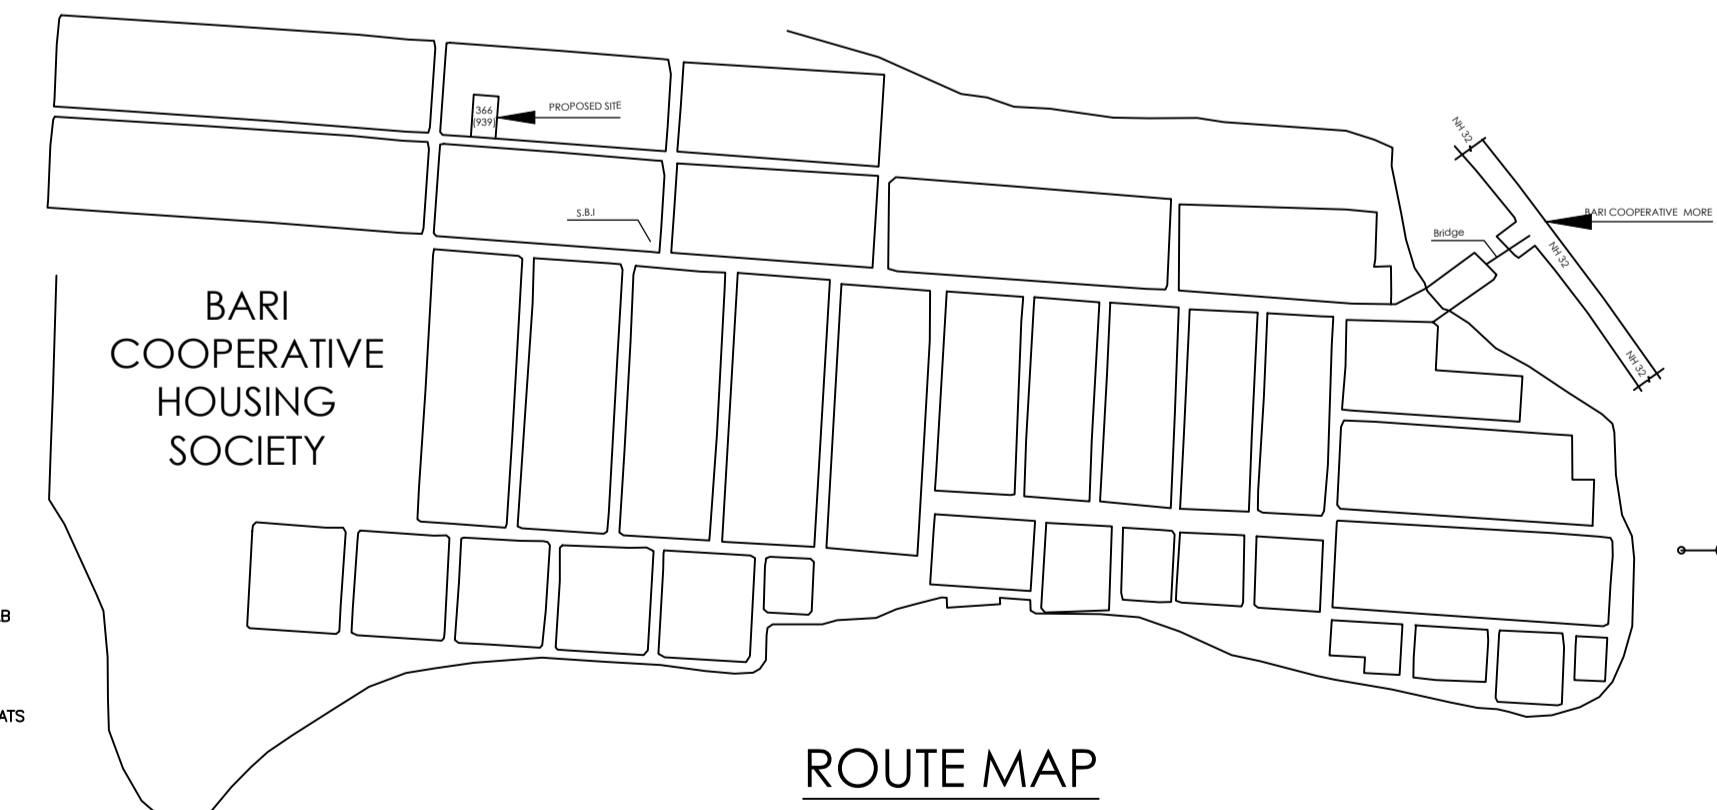 366
(939)
PROPOSED SITE
NH 32
S.B.I
BARI COOPERATIVE MORE
Bridge
NH 32
BARI
COOPERATIVE
HOUSING
SOCIETY
NH 32
ROUTE MAP